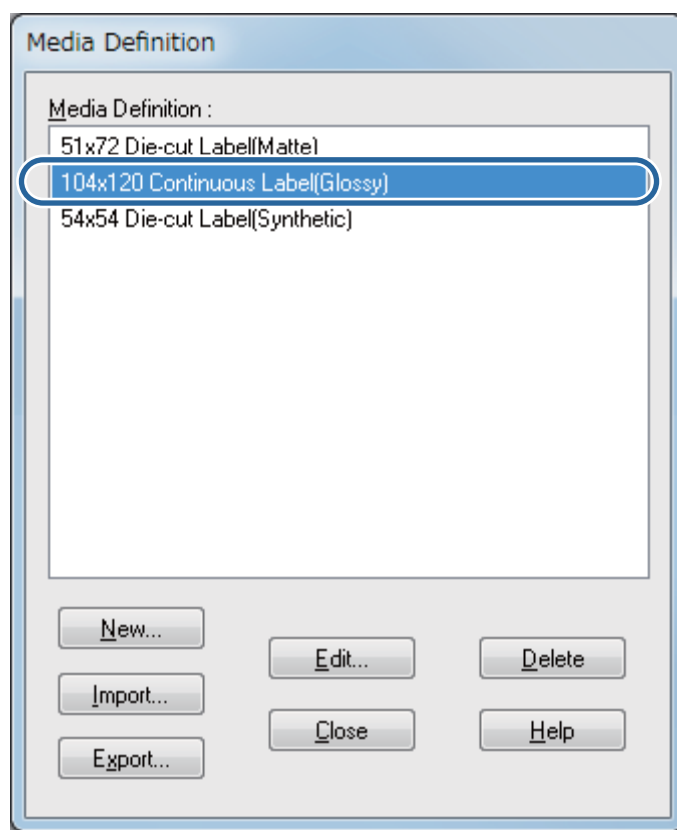 Media Definition
Media Definition :
51x72 Die-cut Label(Matte)
104x120 Continuous Label(Glossy)
54x54 Die-cut Label(Synthetic)
New...
Edit...
Delete
Import...
Close
Help
Export...